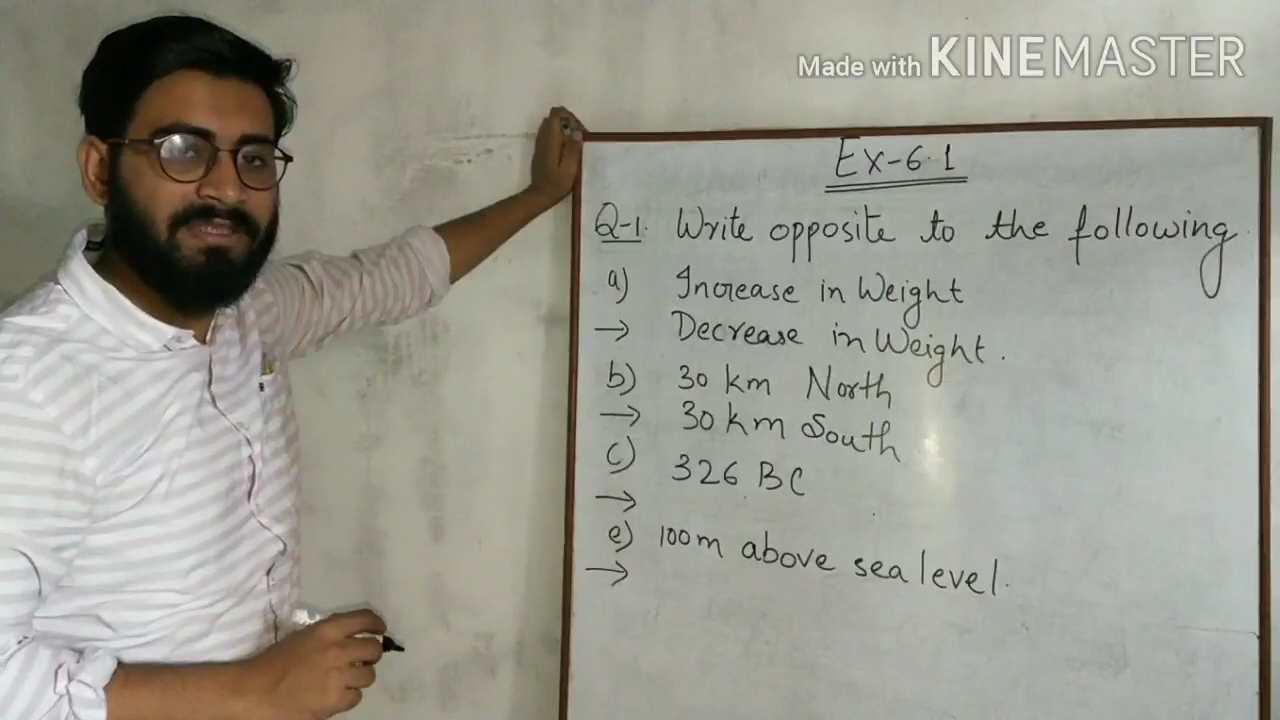 Made with KINEMASTER
Ex-6.1
Q-1. Write opposite to the following.
a) Increase in Weight
→ Decrease in Weight.
b) 30 km North
→ 30 km South
c) 326 BC
→
e) 100m above sea level.
→